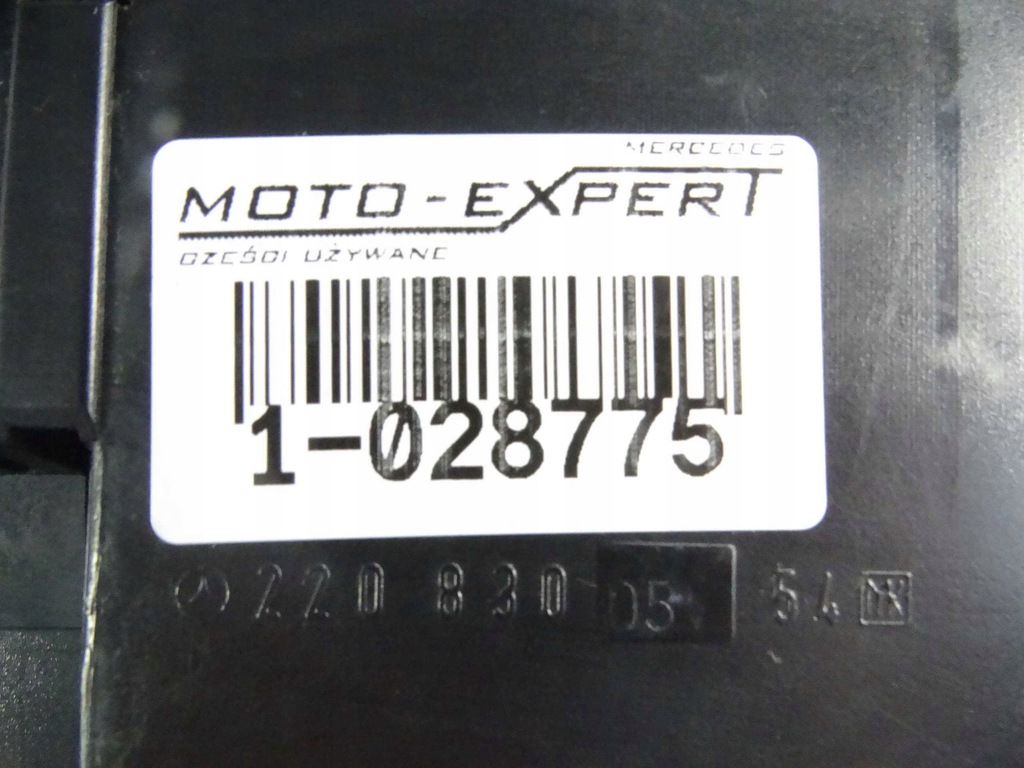 MERCEDES
MOTO-EXPERT
CZĘŚCI UŻYWANE
1-028775
220 830 05 54